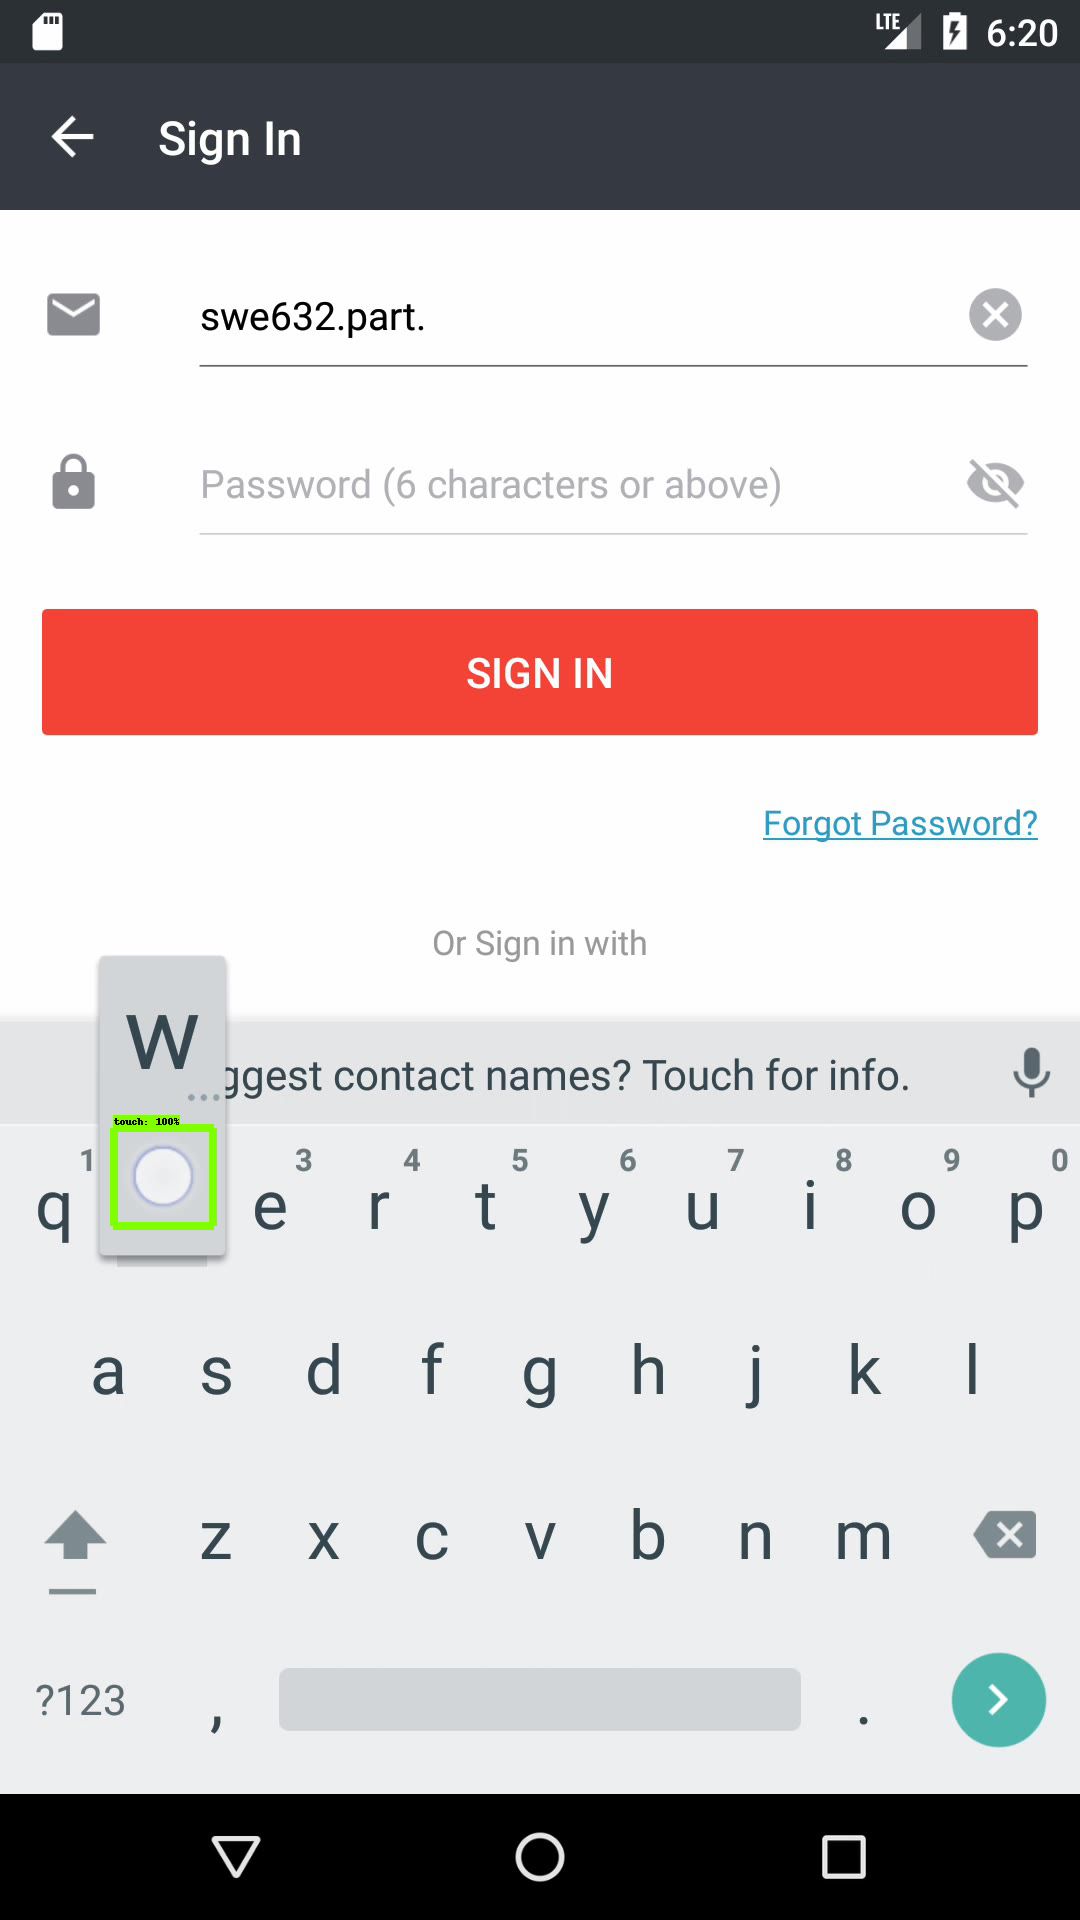 LTE 6:20
Sign In
swe632.part.
Password (6 characters or above)
SIGN IN
Forgot Password?
Or Sign in with
w
...
ggest contact names? Touch for info.
touch: 100%
1 3 4 5 6 7 8 9 0
q e r t y u i o p
a s d f g h j k l
z x c v b n m
?123 , .